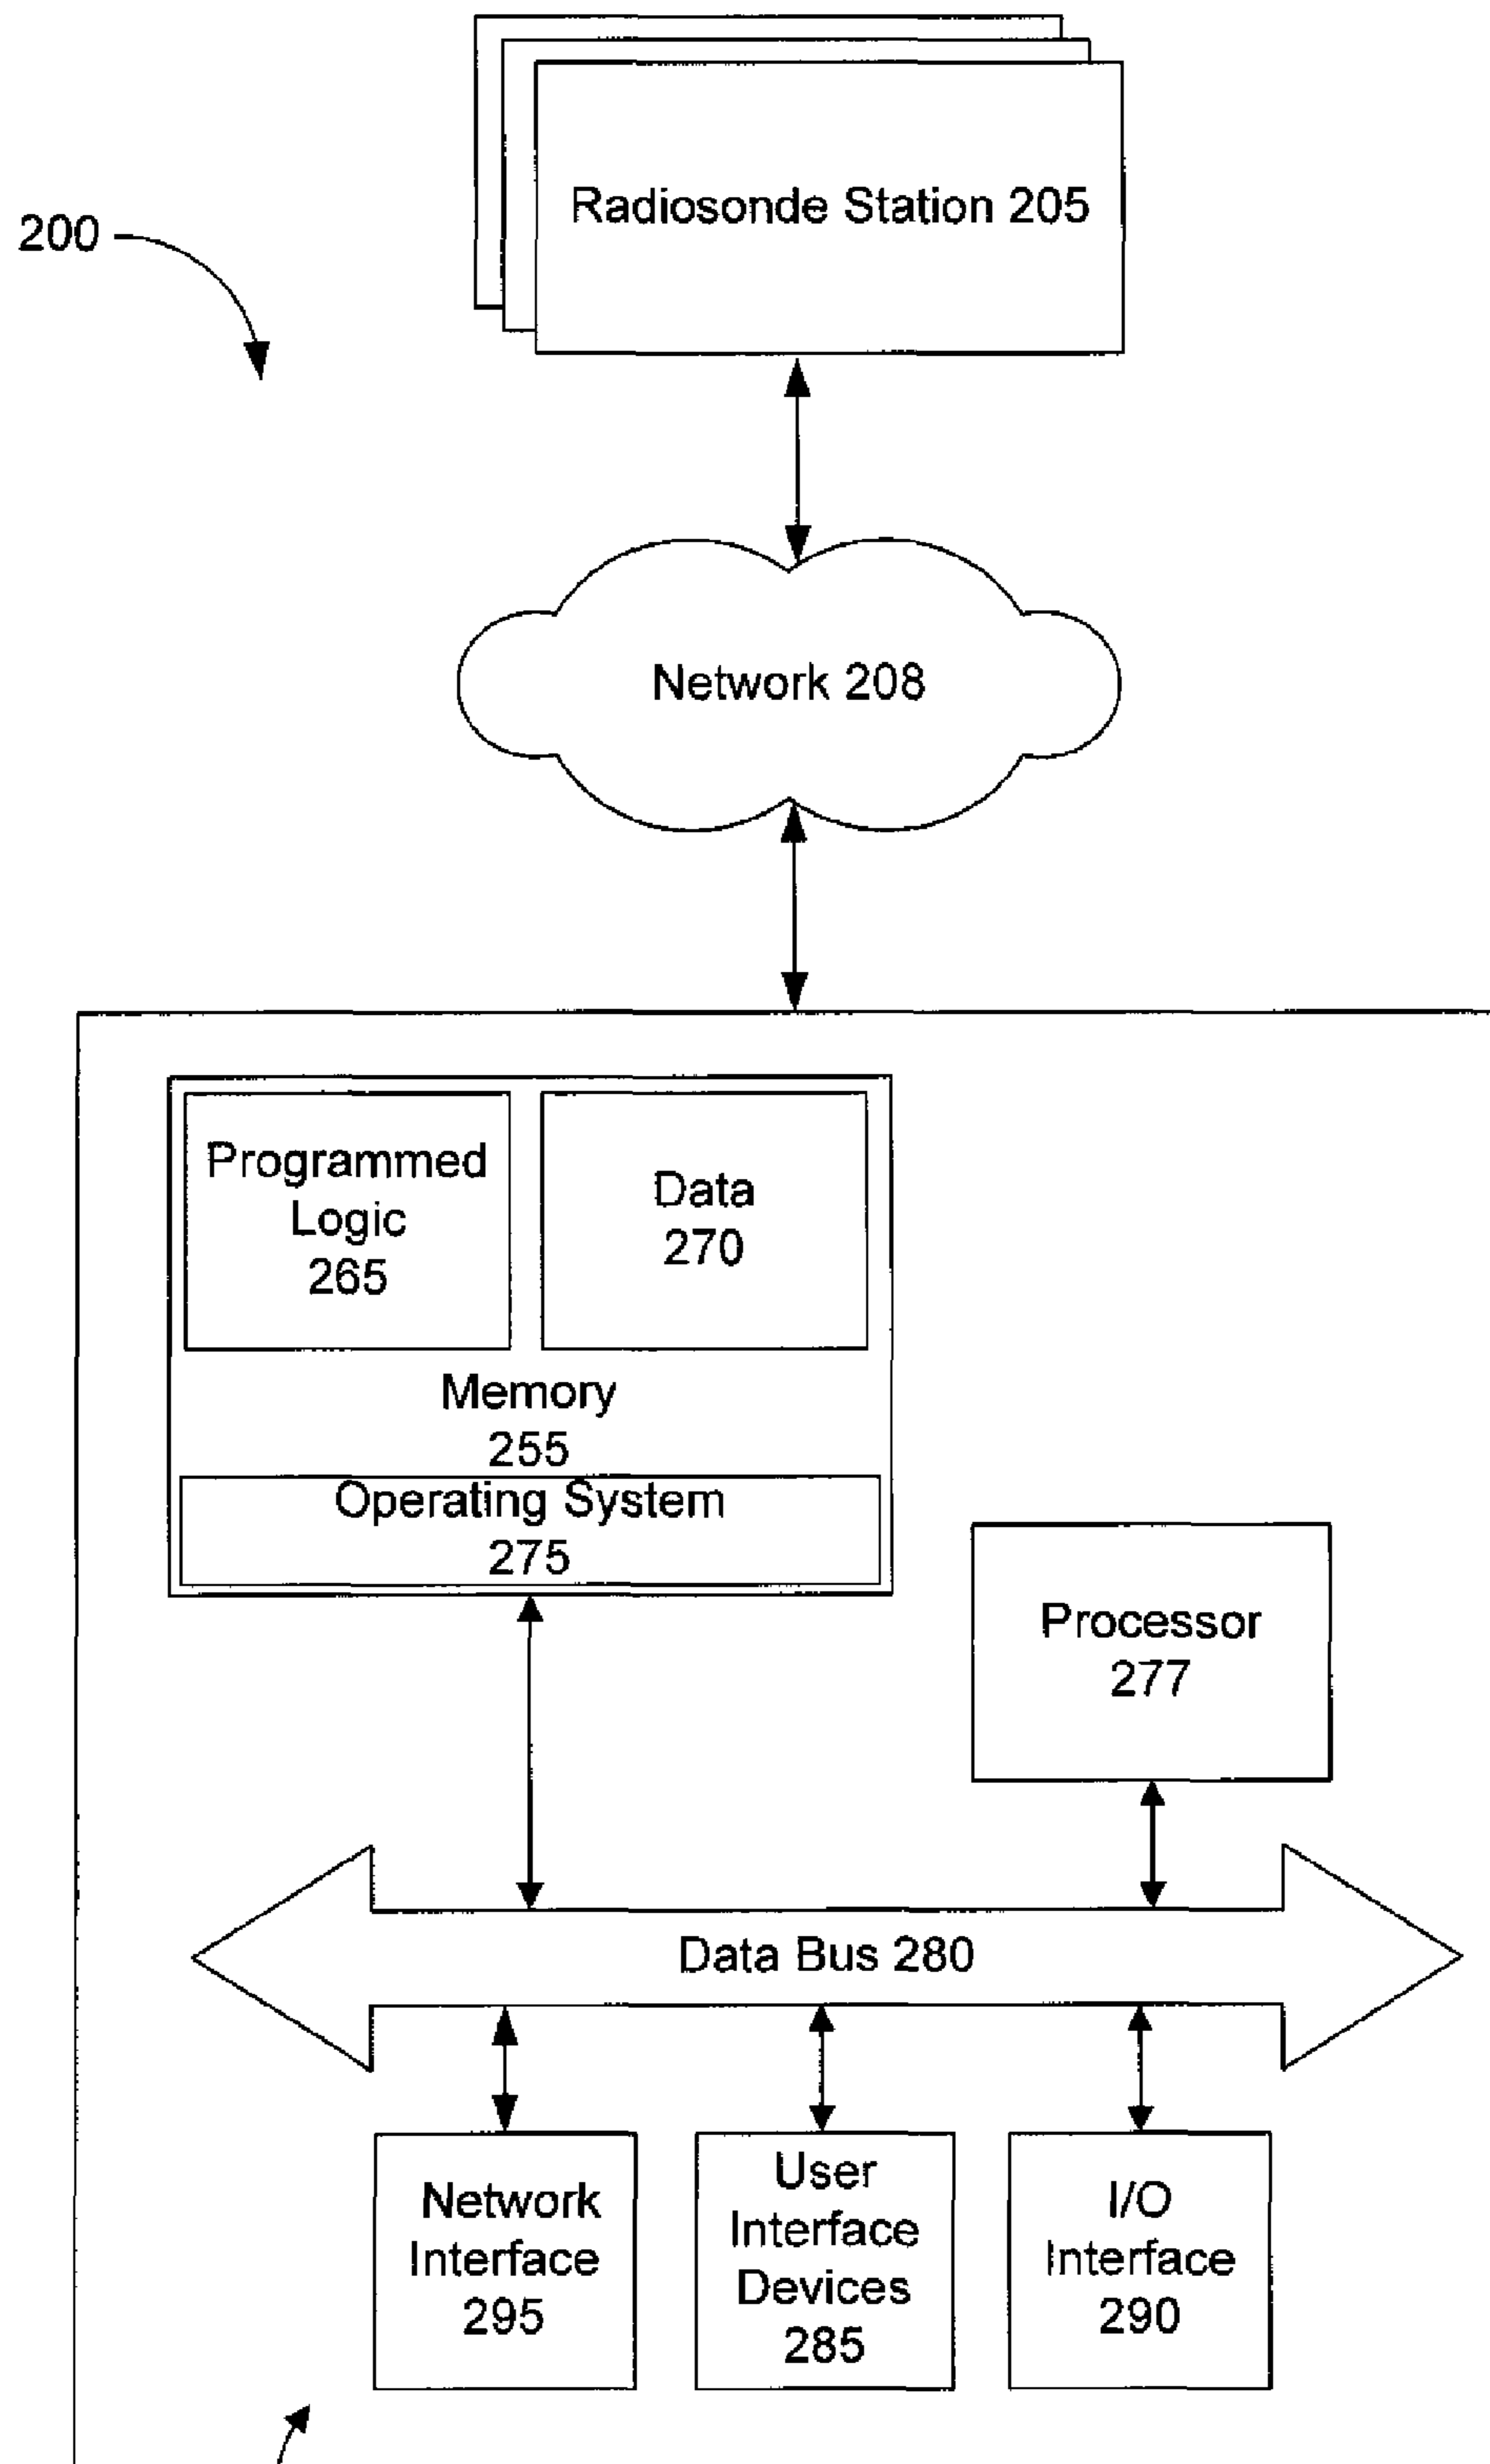 Radiosonde Station 205
200
Network 208
Programmed
Logic
265
Data
270
Memory
255
Operating System
275
Processor
277
Data Bus 280
Network
Interface
295
User
Interface
Devices
285
I/O
Interface
290